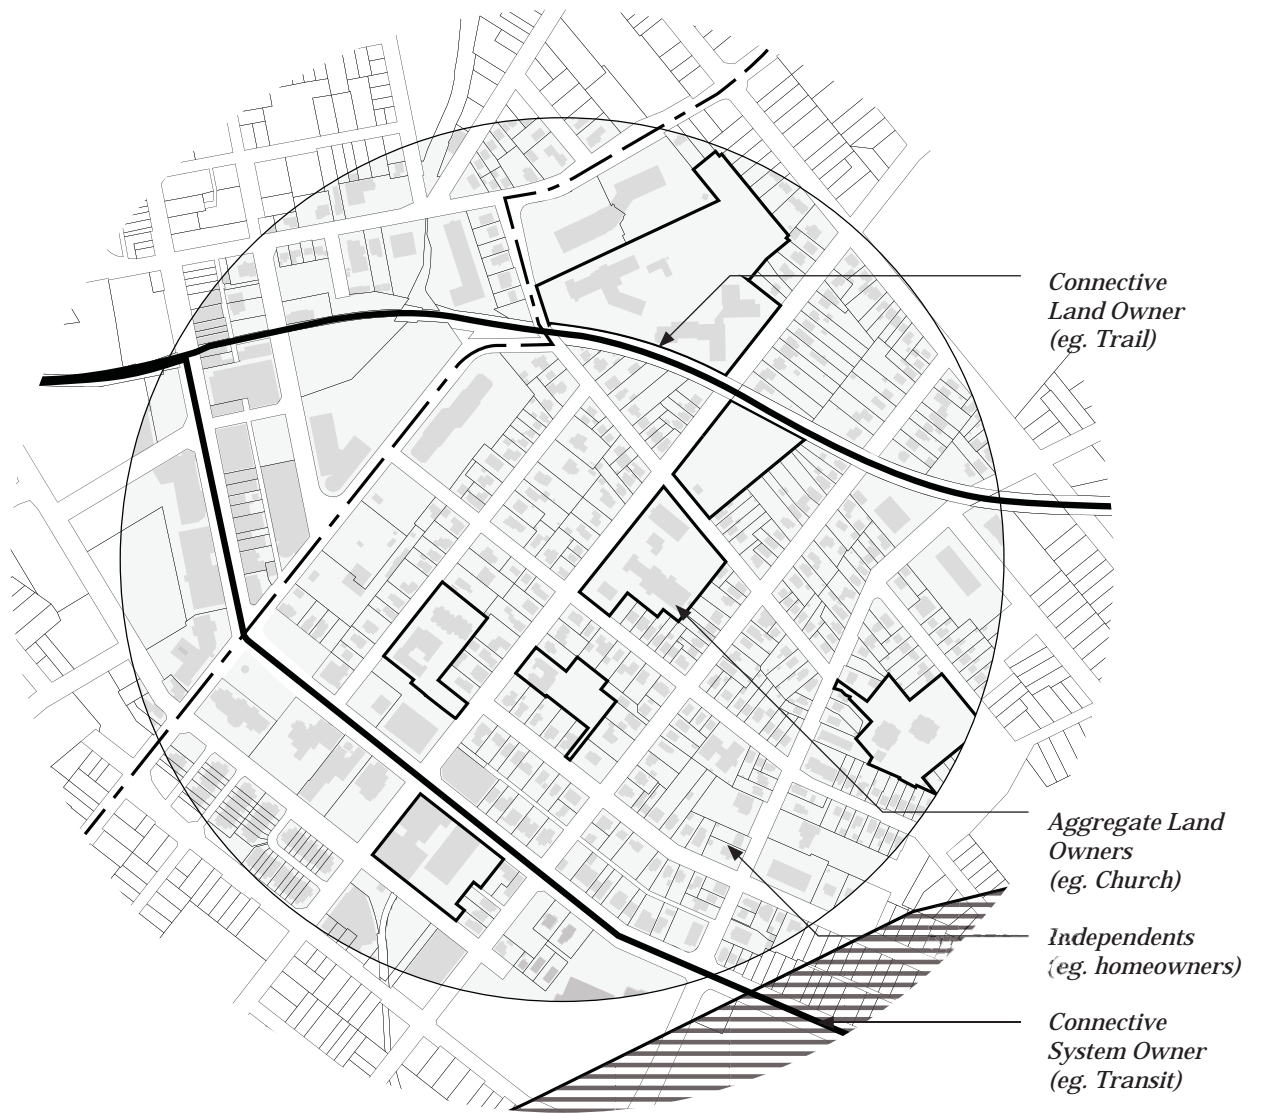 Connective
Land Owner
(eg. Trail)
Aggregate Land
Owners
(eg. Church)
Independents
(eg. homeowners)
Connective
System Owner
(eg. Transit)